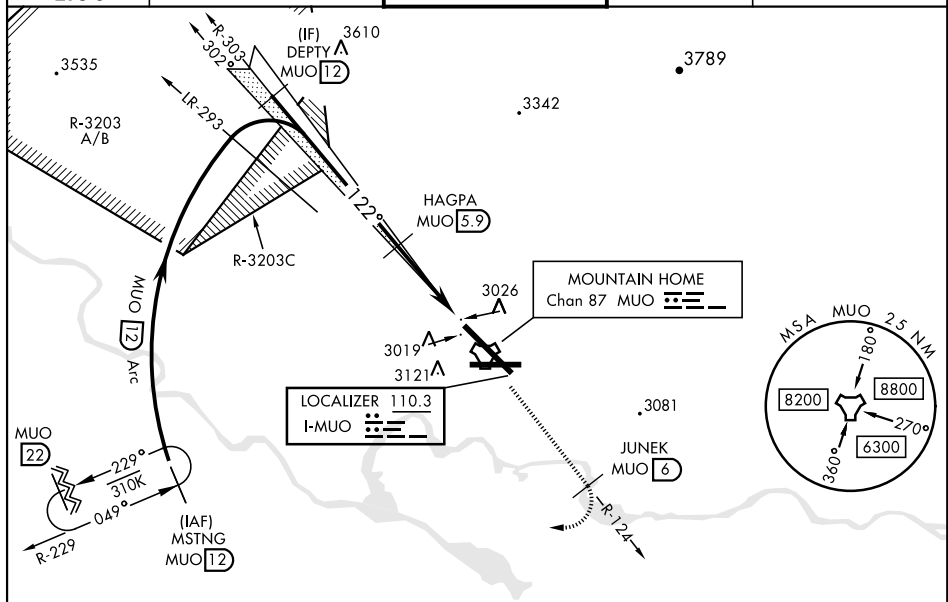 3535
R-3203
A/B
R-303
302°
LR-293
(IF)
DEPTY
MUO 12
3610
3789
3342
122°
HAGPA
MUO 5.9
R-3203C
MUO 12 Arc
3026
MOUNTAIN HOME
Chan 87 MUO
3019
3121
LOCALIZER 110.3
I-MUO
3081
JUNEK
MUO 6
R-124
MUO
22
229°
310K
049°
R-229
(IAF)
MSTNG
MUO 12
MSA MUO 25 NM
180°
8200
8800
270°
6300
360°